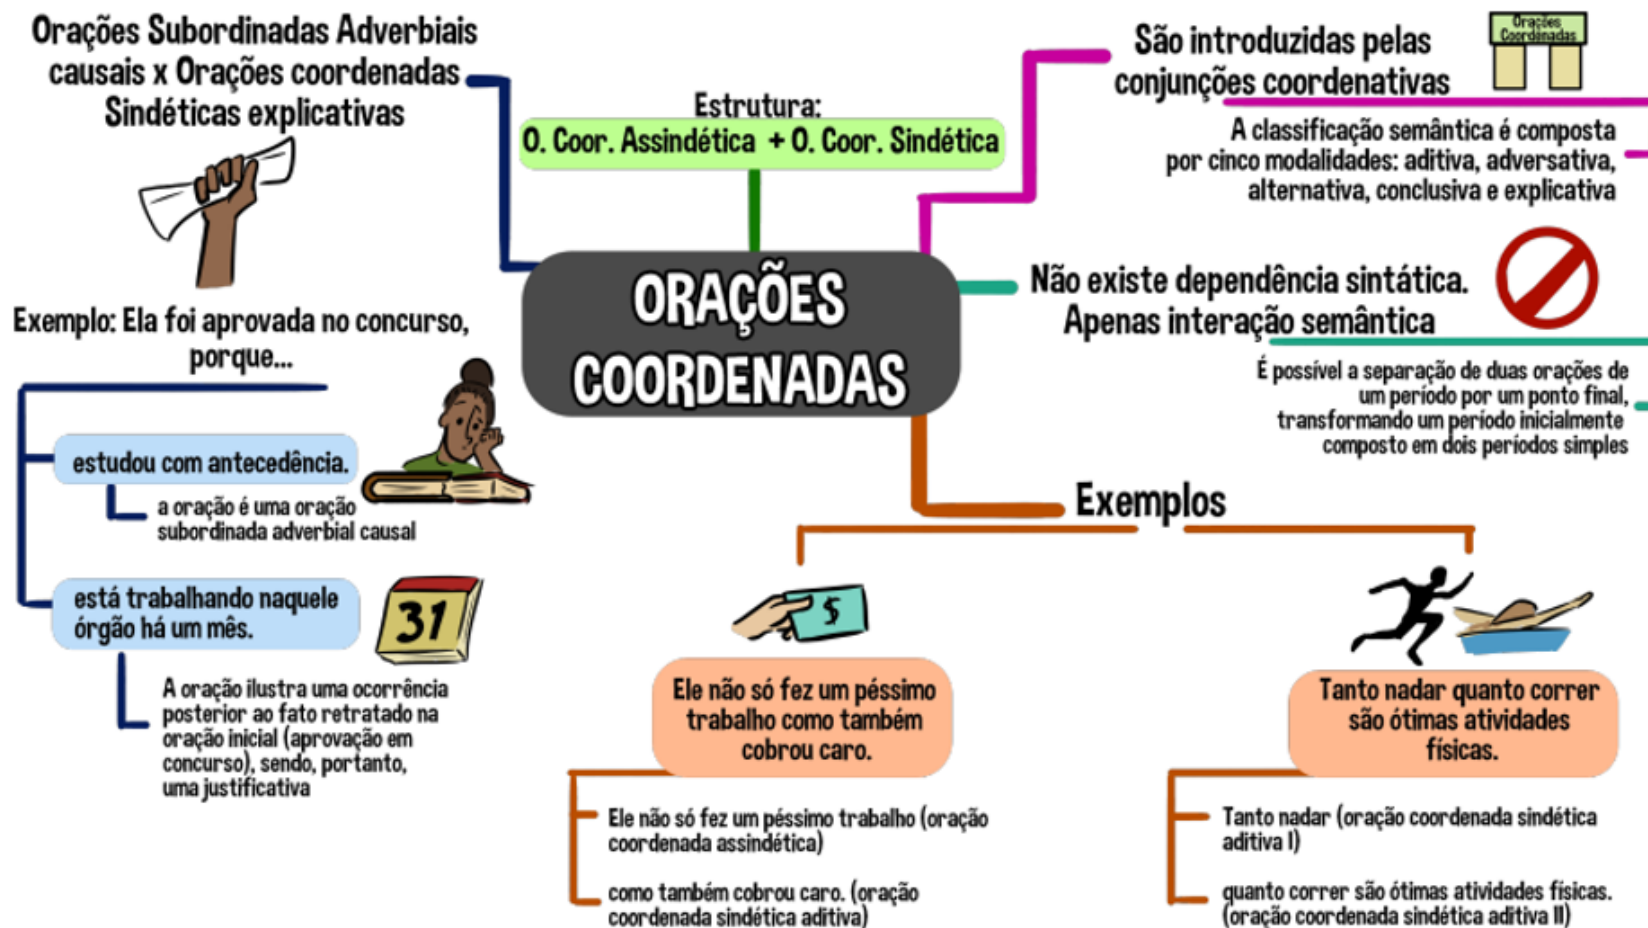 Orações Subordinadas Adverbiais
causais x Orações coordenadas
Sindéticas explicativas
Exemplo: Ela foi aprovada no concurso,
porque...
estudou com antecedência.
a oração é uma oração
subordinada adverbial causal
está trabalhando naquele
órgão há um mês.
31
A oração ilustra uma ocorrência
posterior ao fato retratado na
oração inicial (aprovação em
concurso), sendo, portanto,
uma justificativa
Estrutura:
O. Coor. Assindética + O. Coor. Sindética
ORAÇÕES
COORDENADAS
São introduzidas pelas
conjunções coordenativas
Orações
Coordenadas
A classificação semântica é composta
por cinco modalidades: aditiva, adversativa,
alternativa, conclusiva e explicativa
Não existe dependência sintática.
Apenas interação semântica
É possível a separação de duas orações de
um período por um ponto final,
transformando um período inicialmente
composto em dois períodos simples
Exemplos
$
Ele não só fez um péssimo
trabalho como também
cobrou caro.
Ele não só fez um péssimo trabalho (oração
coordenada assindética)
como também cobrou caro. (oração
coordenada sindética aditiva)
Tanto nadar quanto correr
são ótimas atividades
físicas.
Tanto nadar (oração coordenada sindética
aditiva I)
quanto correr são ótimas atividades físicas.
(oração coordenada sindética aditiva II)